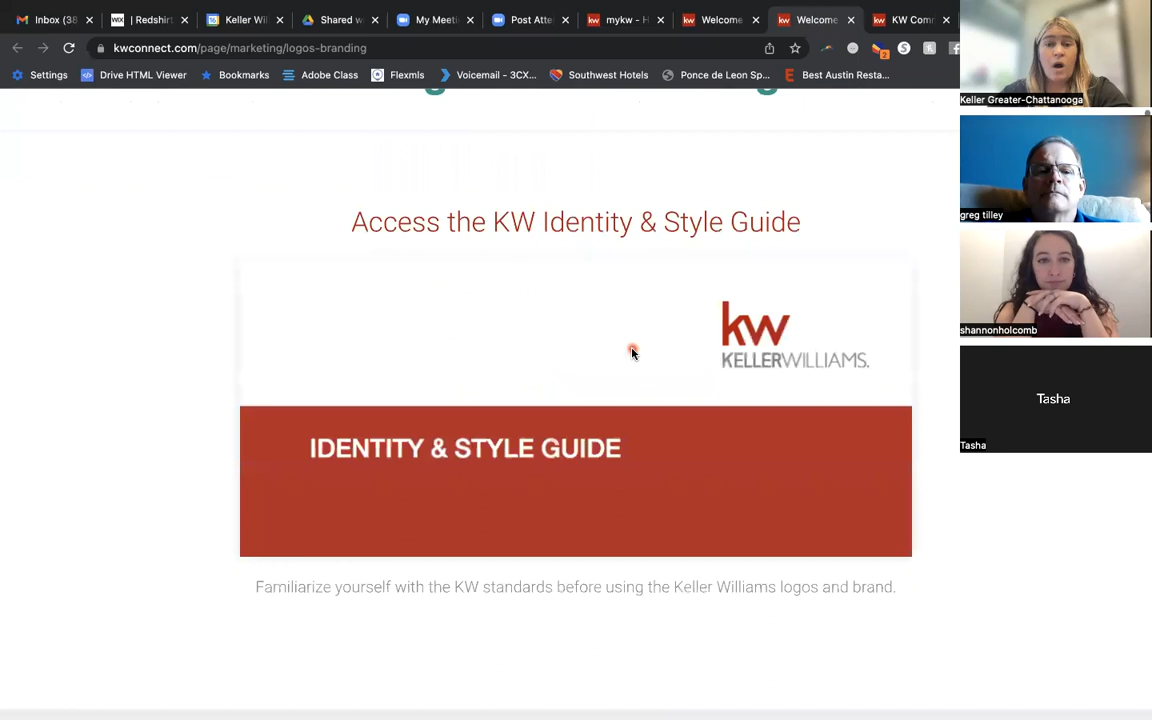 Inbox (38
| Redshirt
Keller Wil
Shared w
My Meeti
Post Atte
mykw - H
Welcome
Welcome
KW Com
kwconnect.com/page/marketing/logos-branding
Settings
Drive HTML Viewer
Bookmarks
Adobe Class
Flexmls
Voicemail - 3CX...
Southwest Hotels
Ponce de Leon Sp...
Best Austin Resta...
Keller Greater-Chattanooga
greg tilley
shannonholcomb
Tasha
Tasha
Access the KW Identity & Style Guide
kw
KELLERWILLIAMS.
IDENTITY & STYLE GUIDE
Familiarize yourself with the KW standards before using the Keller Williams logos and brand.